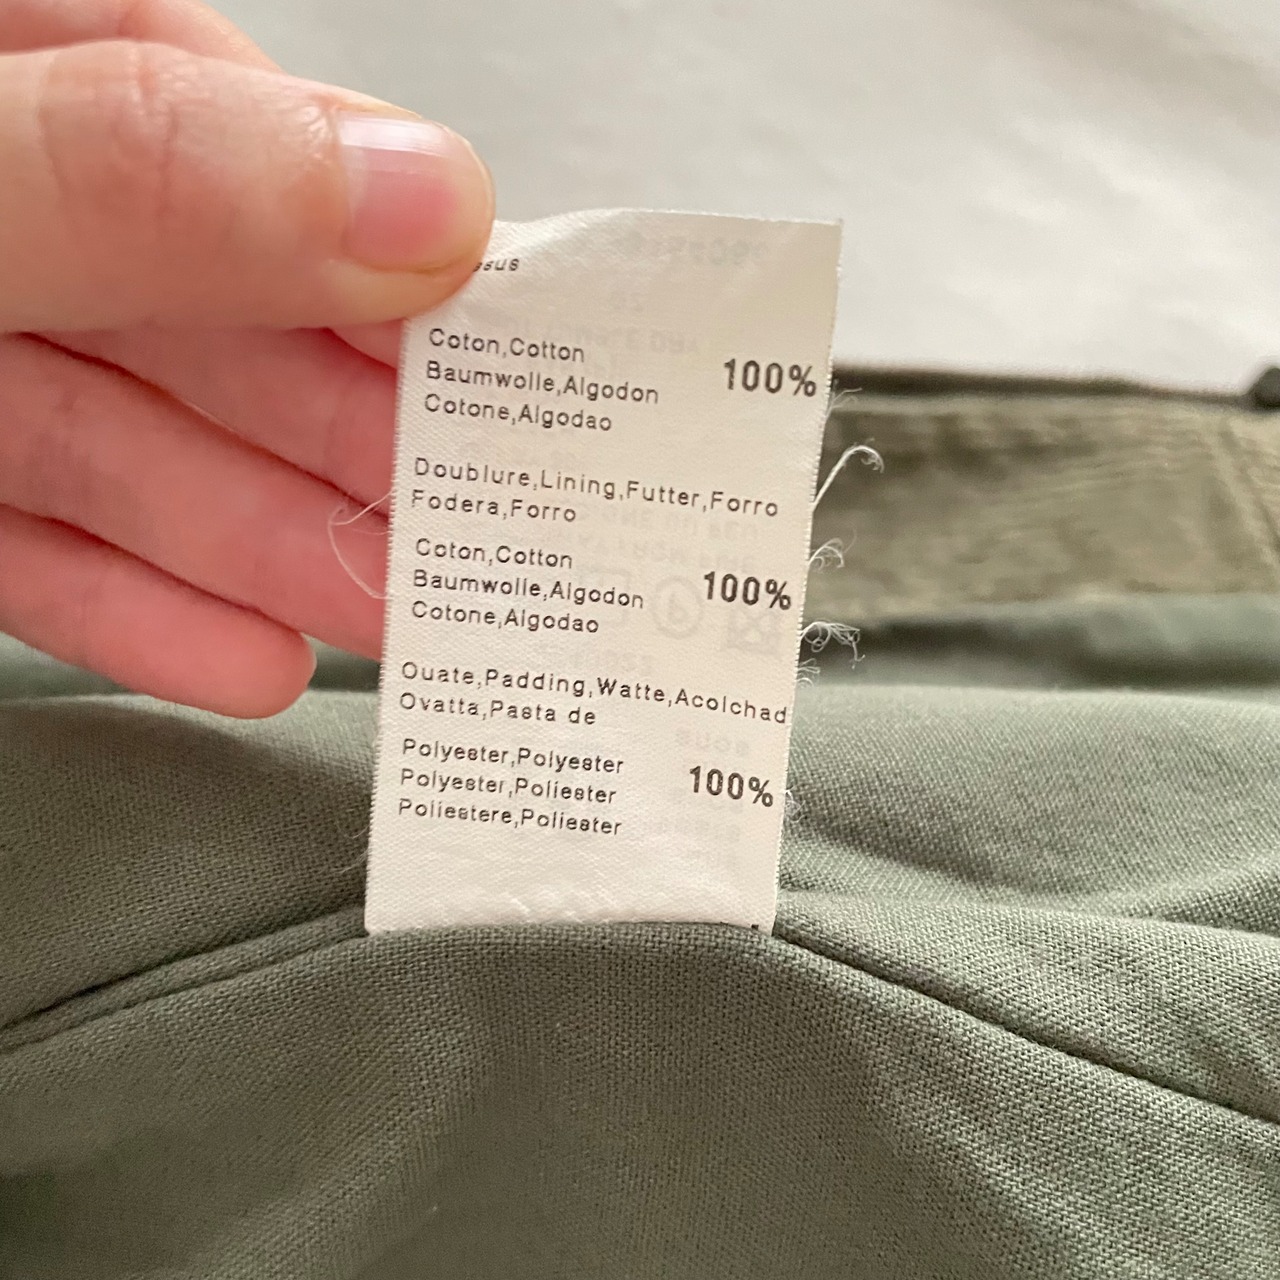 Coton,Cotton
Baumwolle,Algodon 100%
Cotone,Algodao
Doublure,Lining,Futter,Forro
Fodera,Forro
Coton,Cotton
Baumwolle,Algodon 100%
Cotone,Algodao
Ouate,Padding,Watte,Acolchad
Ovatta,Pasta de
Polyester,Polyester
Polyester,Poliester 100%
Poliestere,Poliester